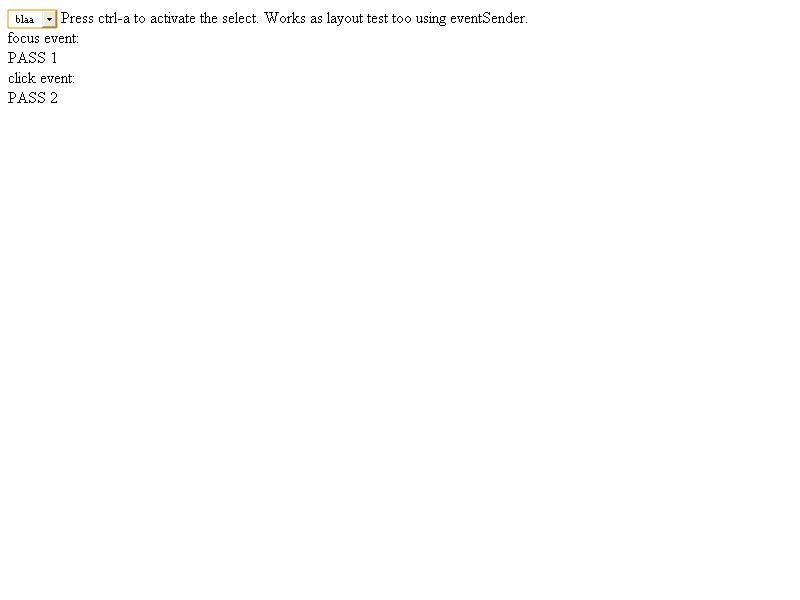 blaa Press ctrl-a to activate the select. Works as layout test too using eventSender.
focus event:
PASS 1
click event:
PASS 2